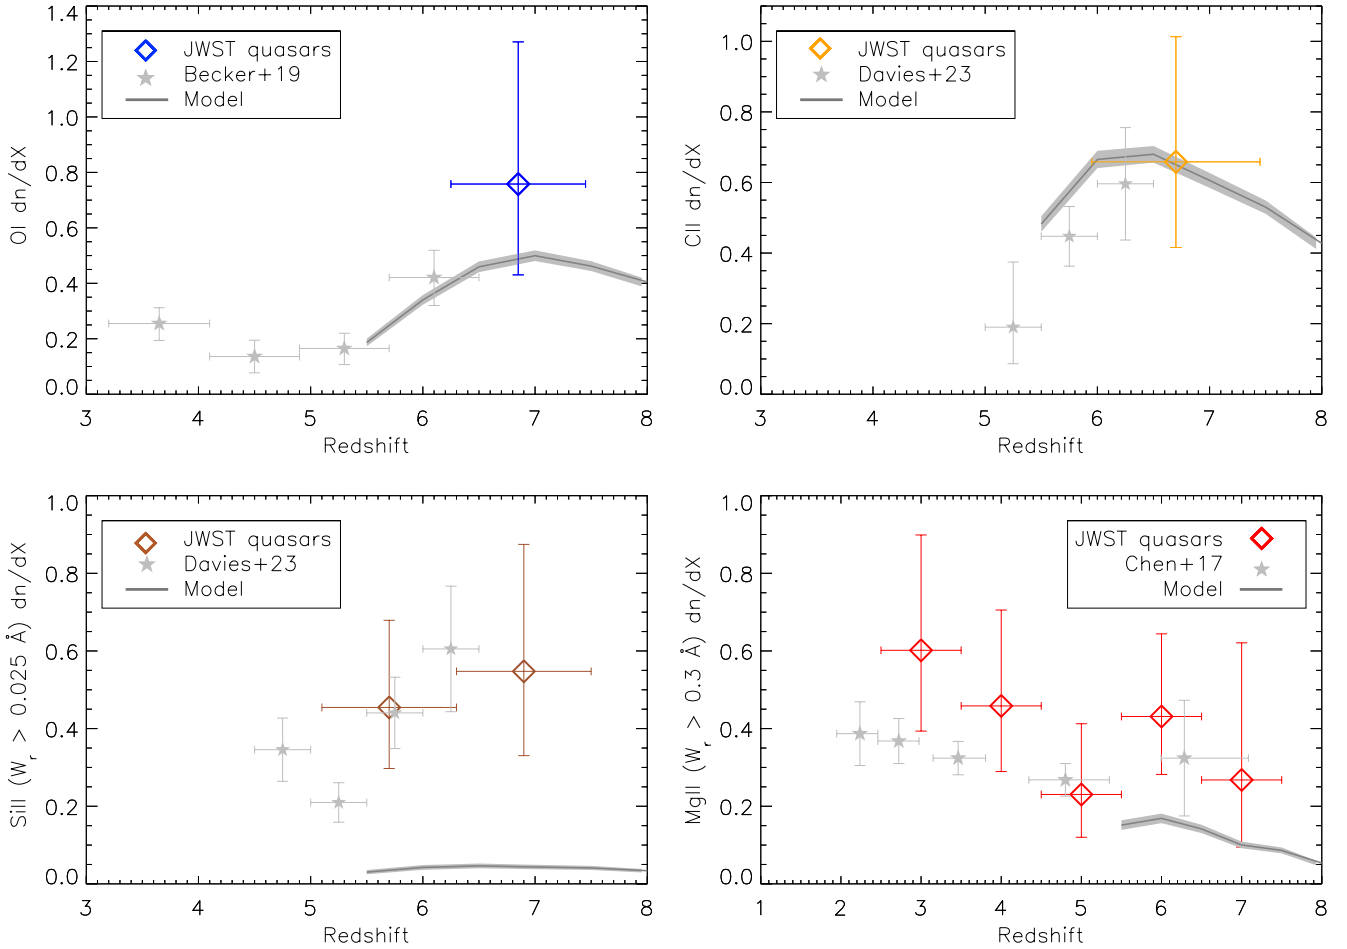 1.4
1.2
1.0
0.8
0.6
0.4
0.2
0.0
OI dn/dX
JWST quasars
Becker+19
Model
3 4 5 6 7 8
Redshift
1.0
0.8
0.6
0.4
0.2
0.0
CII dn/dX
JWST quasars
Davies+23
Model
3 4 5 6 7 8
Redshift
1.0
0.8
0.6
0.4
0.2
0.0
SiII (W_r > 0.025 Å) dn/dX
JWST quasars
Davies+23
Model
3 4 5 6 7 8
Redshift
1.0
0.8
0.6
0.4
0.2
0.0
MgII (W_r > 0.3 Å) dn/dX
JWST quasars
Chen+17
Model
1 2 3 4 5 6 7 8
Redshift